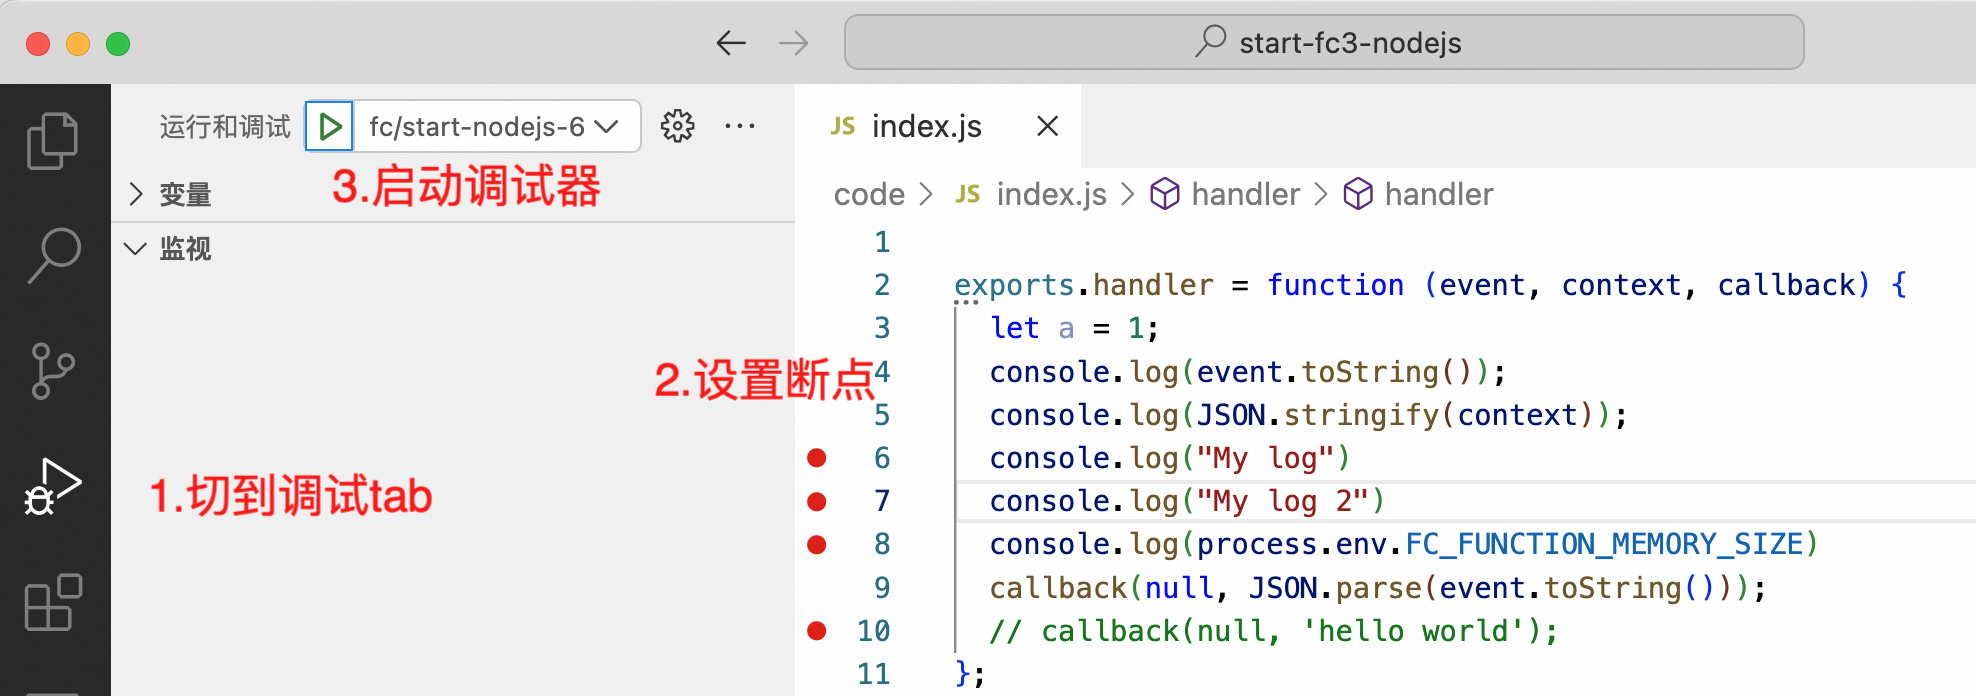 start-fc3-nodejs
运行和调试 fc/start-nodejs-6
3.启动调试器
变量
监视
2.设置断点
1.切到调试tab
JS index.js
code > JS index.js > handler > handler
1
2 exports.handler = function (event, context, callback) {
3 let a = 1;
4 console.log(event.toString());
5 console.log(JSON.stringify(context));
6 console.log("My log")
7 console.log("My log 2")
8 console.log(process.env.FC_FUNCTION_MEMORY_SIZE)
9 callback(null, JSON.parse(event.toString()));
10 // callback(null, 'hello world');
11 };